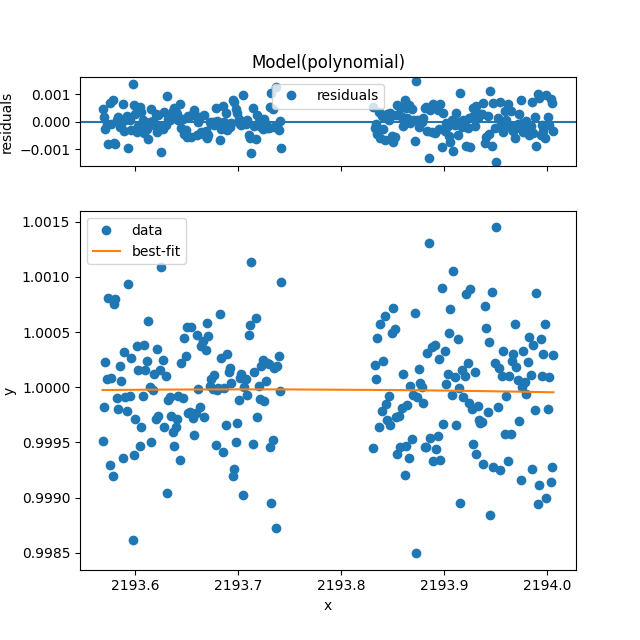 Model(polynomial)
residuals
0.001
0.000
−0.001
residuals
data
best-fit
y
1.0015
1.0010
1.0005
1.0000
0.9995
0.9990
0.9985
2193.6 2193.7 2193.8 2193.9 2194.0
x